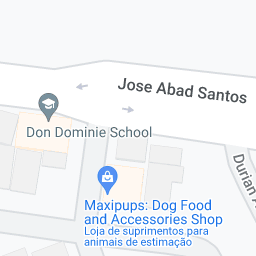 Jose Abad Santos
Don Dominie School
Durian A
Maxipups: Dog Food
and Accessories Shop
Loja de suprimentos para
animais de estimação